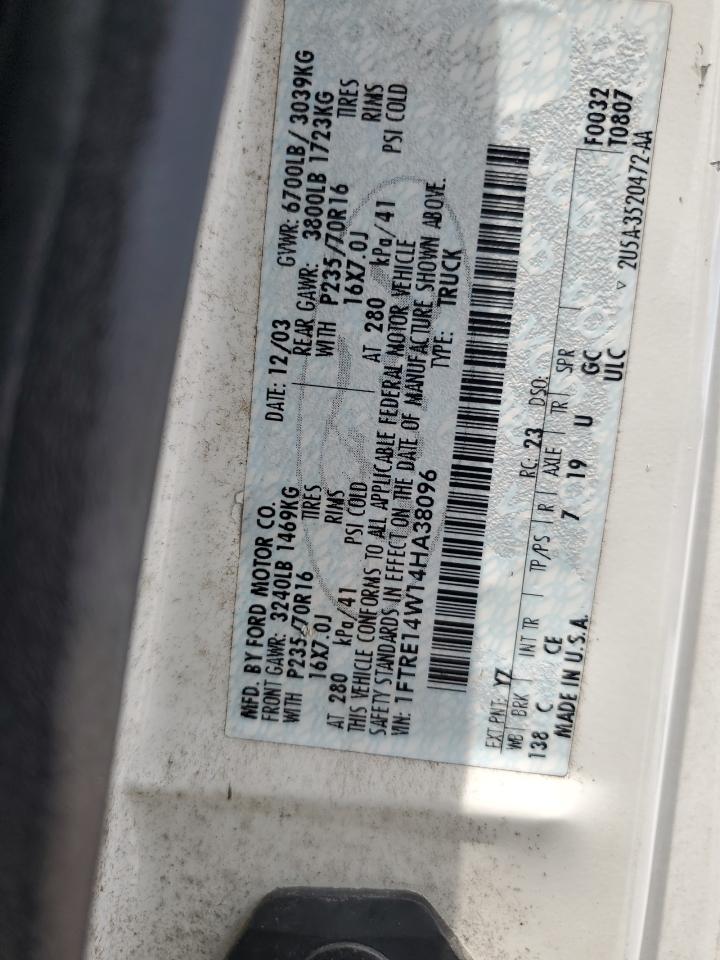 MFD. BY FORD MOTOR CO.
DATE: 12/03 GVWR: 6700LB/ 3039KG
FRONT GAWR: 3240LB 1469KG REAR GAWR: 3800LB 1723KG
WITH P235/70R16 TIRES WITH P235/70R16 TIRES
16X7.0J RIMS 16X7.0J RIMS
AT 280 kPa/41 PSI COLD AT 280 kPa/41 PSI COLD
THIS VEHICLE CONFORMS TO ALL APPLICABLE FEDERAL MOTOR VEHICLE
SAFETY STANDARDS IN EFFECT ON THE DATE OF MANUFACTURE SHOWN ABOVE.
VIN: 1FTRE14W14HA38096 TYPE: TRUCK
EXT PNT: YZ RC: 23 DSO:
WB BRK INT TR TP/PS R AXLE TR SPR F0032
138 C CE 7 19 U GC T0807
MADE IN U.S.A. ULC
▽ 2U5A-3520472-AA